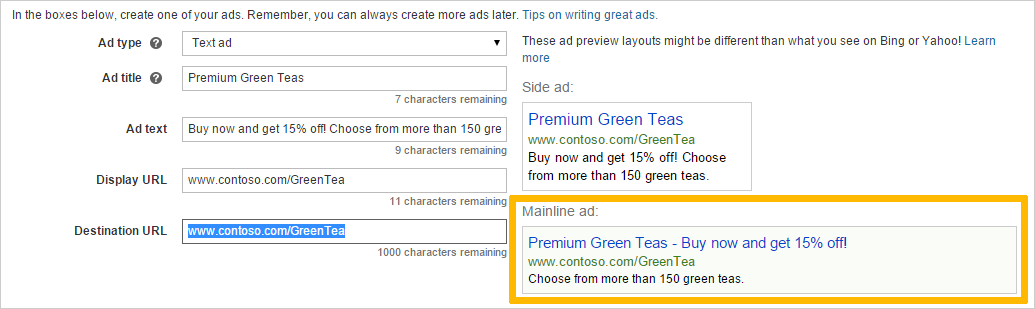 In the boxes below, create one of your ads. Remember, you can always create more ads later. Tips on writing great ads.
Ad type ? Text ad
Ad title ? Premium Green Teas
7 characters remaining
Ad text Buy now and get 15% off! Choose from more than 150 gre
9 characters remaining
Display URL www.contoso.com/GreenTea
11 characters remaining
Destination URL www.contoso.com/GreenTea
1000 characters remaining
These ad preview layouts might be different than what you see on Bing or Yahoo! Learn
more
Side ad:
Premium Green Teas
www.contoso.com/GreenTea
Buy now and get 15% off! Choose
from more than 150 green teas.
Mainline ad:
Premium Green Teas - Buy now and get 15% off!
www.contoso.com/GreenTea
Choose from more than 150 green teas.